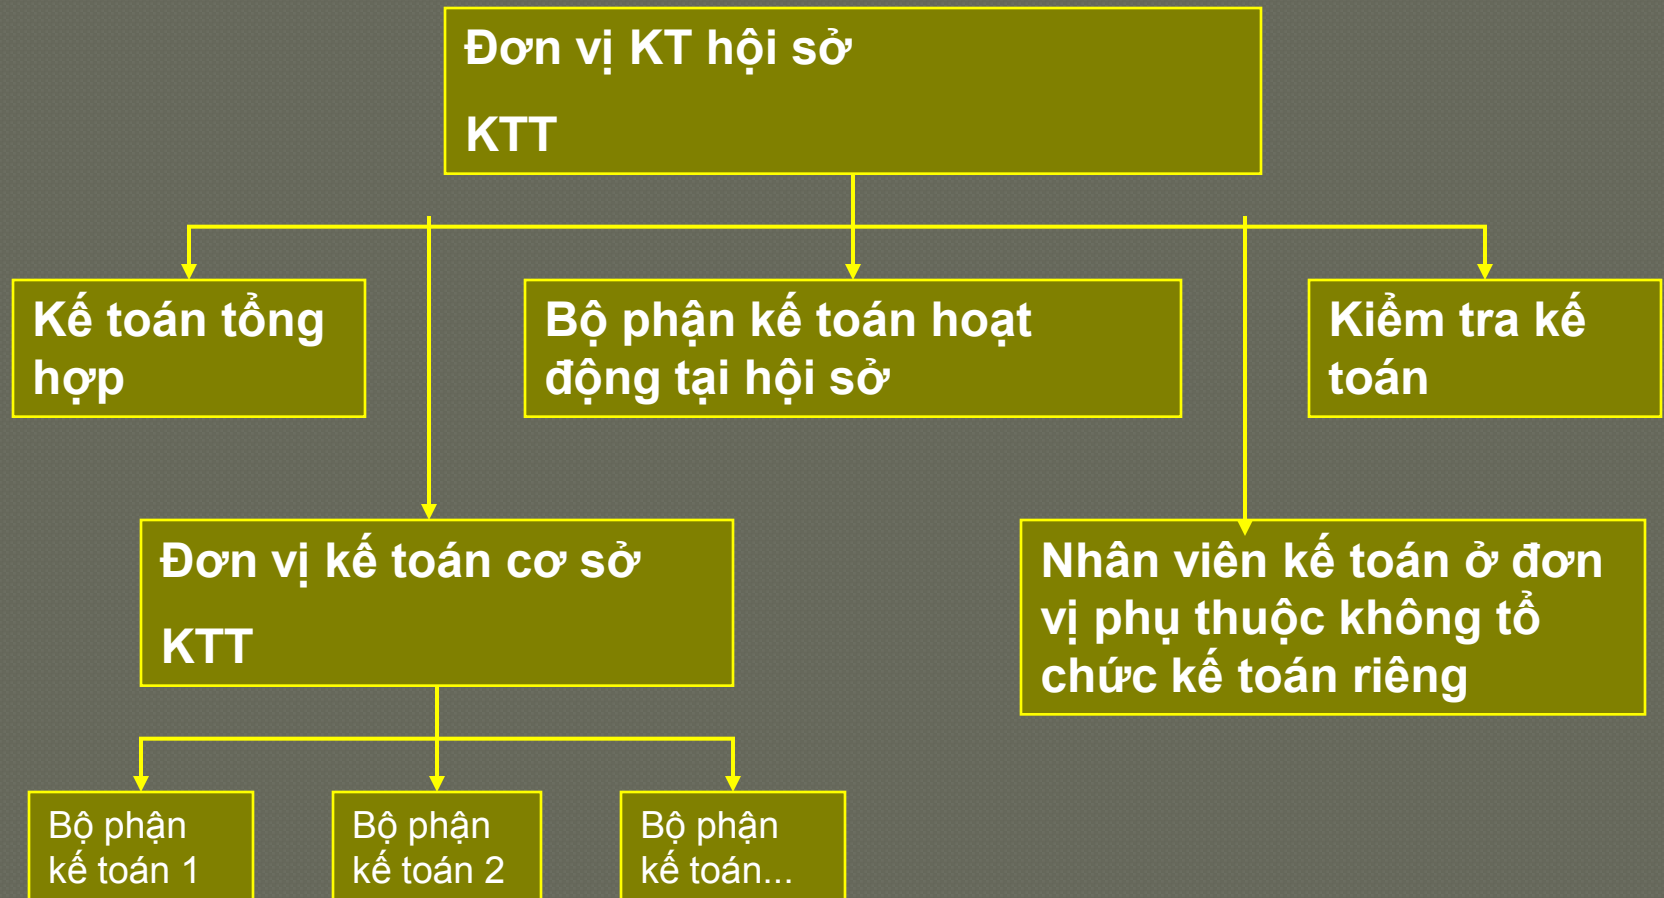 Đơn vị KT hội sở
KTT
Kế toán tổng
hợp
Bộ phận kế toán hoạt
động tại hội sở
Kiểm tra kế
toán
Đơn vị kế toán cơ sở
KTT
Nhân viên kế toán ở đơn
vị phụ thuộc không tổ
chức kế toán riêng
Bộ phận
kế toán 1
Bộ phận
kế toán 2
Bộ phận
kế toán...